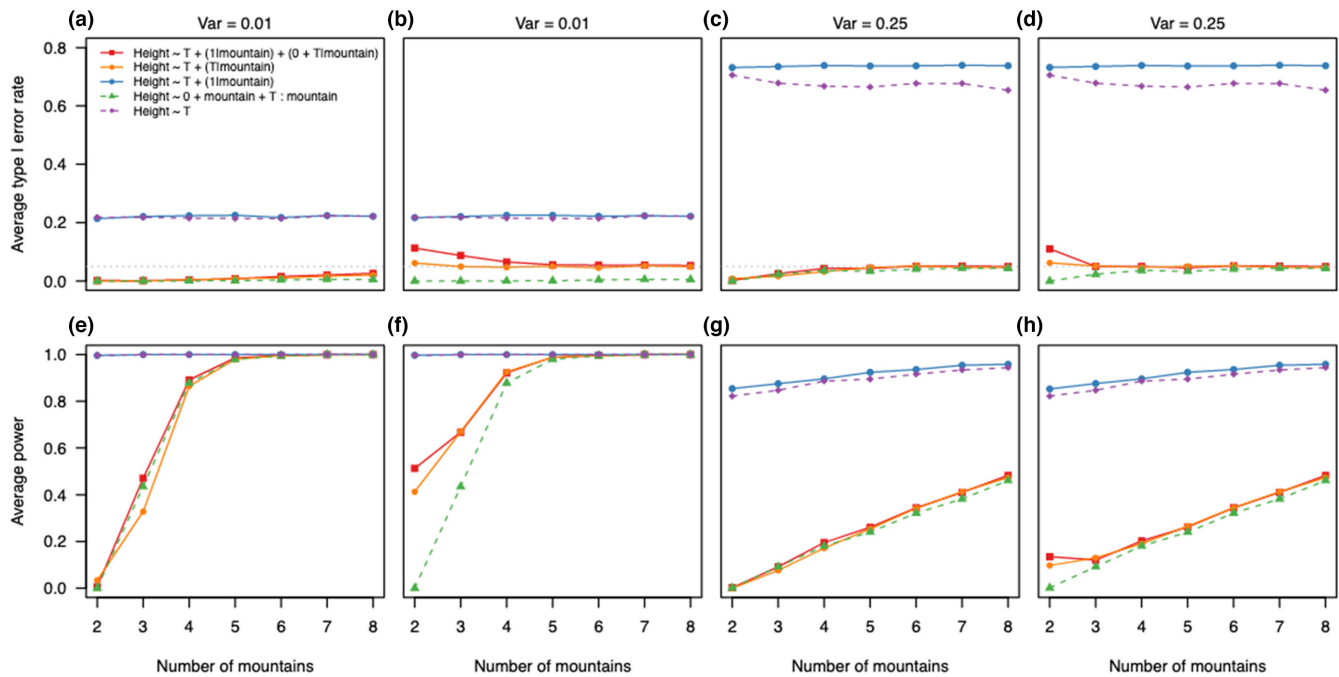 (a) Var = 0.01 (b) Var = 0.01 (c) Var = 0.25 (d) Var = 0.25
Average type I error rate
0.8
0.6
0.4
0.2
0.0
Height ~ T + (1|mountain) + (0 + T|mountain)
Height ~ T + (T|mountain)
Height ~ T + (1|mountain)
Height ~ 0 + mountain + T : mountain
Height ~ T
(e) (f) (g) (h)
Average power
1.0
0.8
0.6
0.4
0.2
0.0
2 3 4 5 6 7 8 2 3 4 5 6 7 8 2 3 4 5 6 7 8 2 3 4 5 6 7 8
Number of mountains Number of mountains Number of mountains Number of mountains